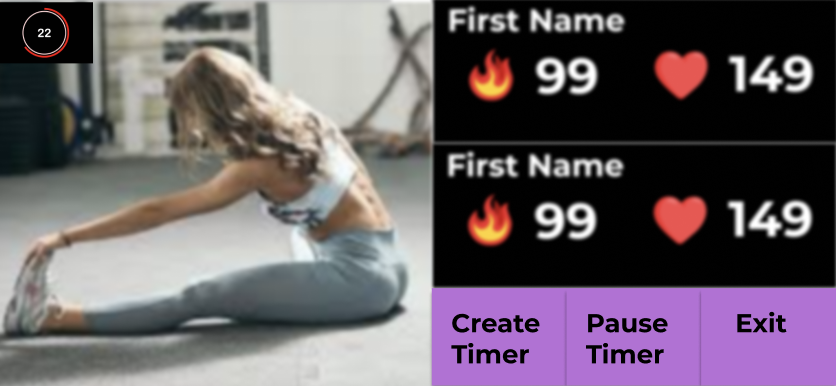 22
First Name
99 149
First Name
99 149
Create Timer
Pause Timer
Exit